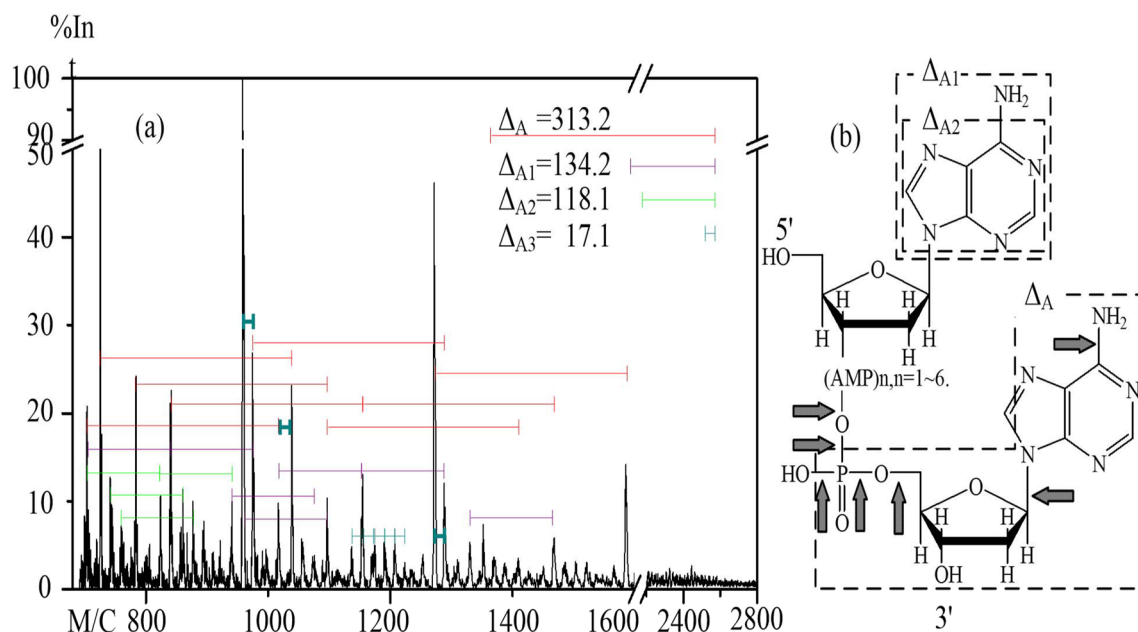 %In
100
90
50
40
30
20
10
0
(a)
Δ_A =313.2
Δ_A1=134.2
Δ_A2=118.1
Δ_A3= 17.1
M/C 800 1000 1200 1400 1600 2400 2800
Δ_A1
NH₂
Δ_A2
(b)
N
N
N
N
5'
HO
O
H
H
H
H
H
Δ_A
NH₂
(AMP)n,n=1~6.
N
N
N
N
O
HO
P
O
O
O
H
H
H
H
H
OH
3'